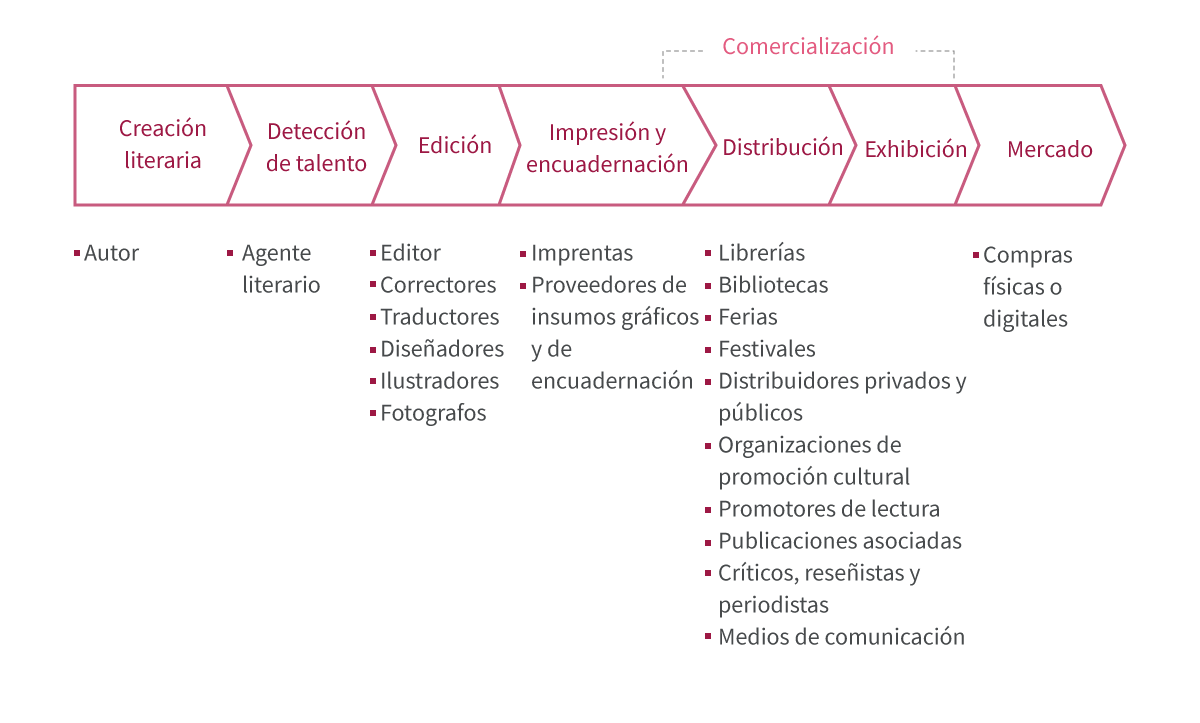 Comercialización
Creación
literaria
Detección
de talento
Edición
Impresión y
encuadernación
Distribución
Exhibición
Mercado
Autor
Agente
literario
Editor
Correctores
Traductores
Diseñadores
Ilustradores
Fotografos
Imprentas
Proveedores de
insumos gráficos
y de
encuadernación
Librerías
Bibliotecas
Ferias
Festivales
Distribuidores privados y
públicos
Organizaciones de
promoción cultural
Promotores de lectura
Publicaciones asociadas
Críticos, reseñistas y
periodistas
Medios de comunicación
Compras
físicas o
digitales